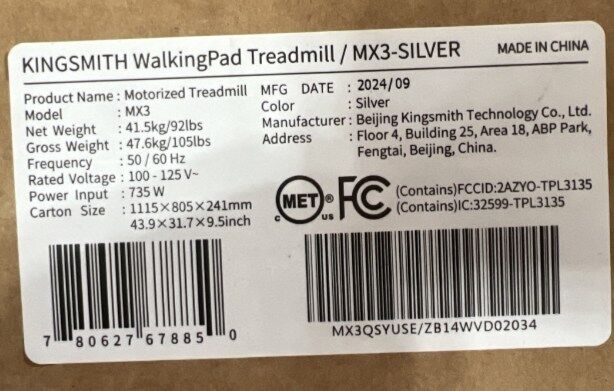 KINGSMITH WalkingPad Treadmill / MX3-SILVER
MADE IN CHINA
Product Name : Motorized Treadmill
Model : MX3
Net Weight : 41.5kg/92lbs
Gross Weight : 47.6kg/105lbs
Frequency : 50 / 60 Hz
Rated Voltage : 100 - 125 V~
Power Input : 735 W
Carton Size : 1115×805×241mm
43.9×31.7×9.5inch
MFG DATE : 2024/09
Color : Silver
Manufacturer : Beijing Kingsmith Technology Co., Ltd.
Address : Floor 4, Building 25, Area 18, ABP Park,
Fengtai, Beijing, China.
c MET ® us
FC
(Contains)FCCID:2AZYO-TPL3135
(Contains)IC:32599-TPL3135
7 80627 67885 0
MX3QSYUSE/ZB14WVD02034